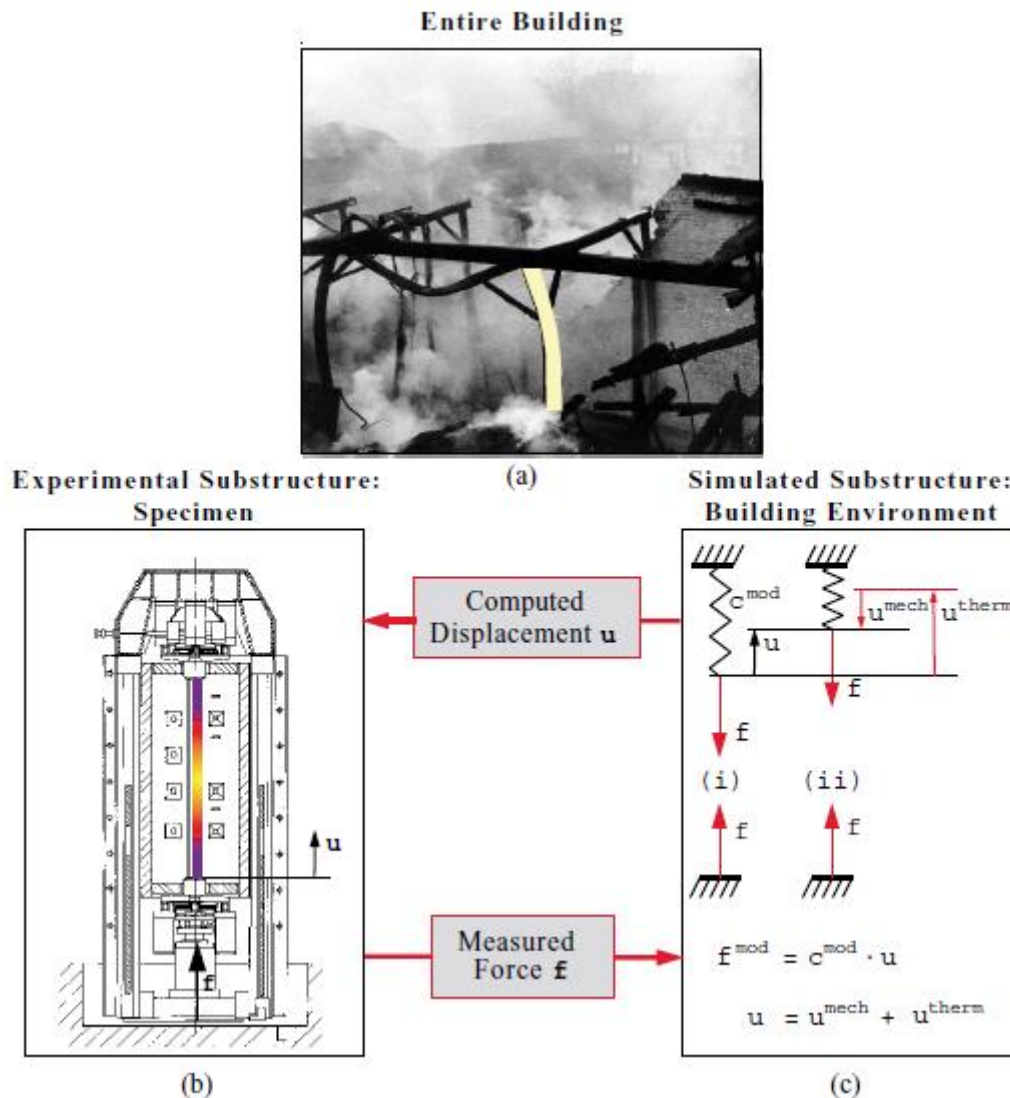 Entire Building
(a)
Experimental Substructure:
Specimen
u
f
(b)
Computed
Displacement u
Measured
Force f
Simulated Substructure:
Building Environment
c^mod
u^mech
u^therm
u
f
f
(i)
(ii)
f
f
f^mod = c^mod · u
u = u^mech + u^therm
(c)